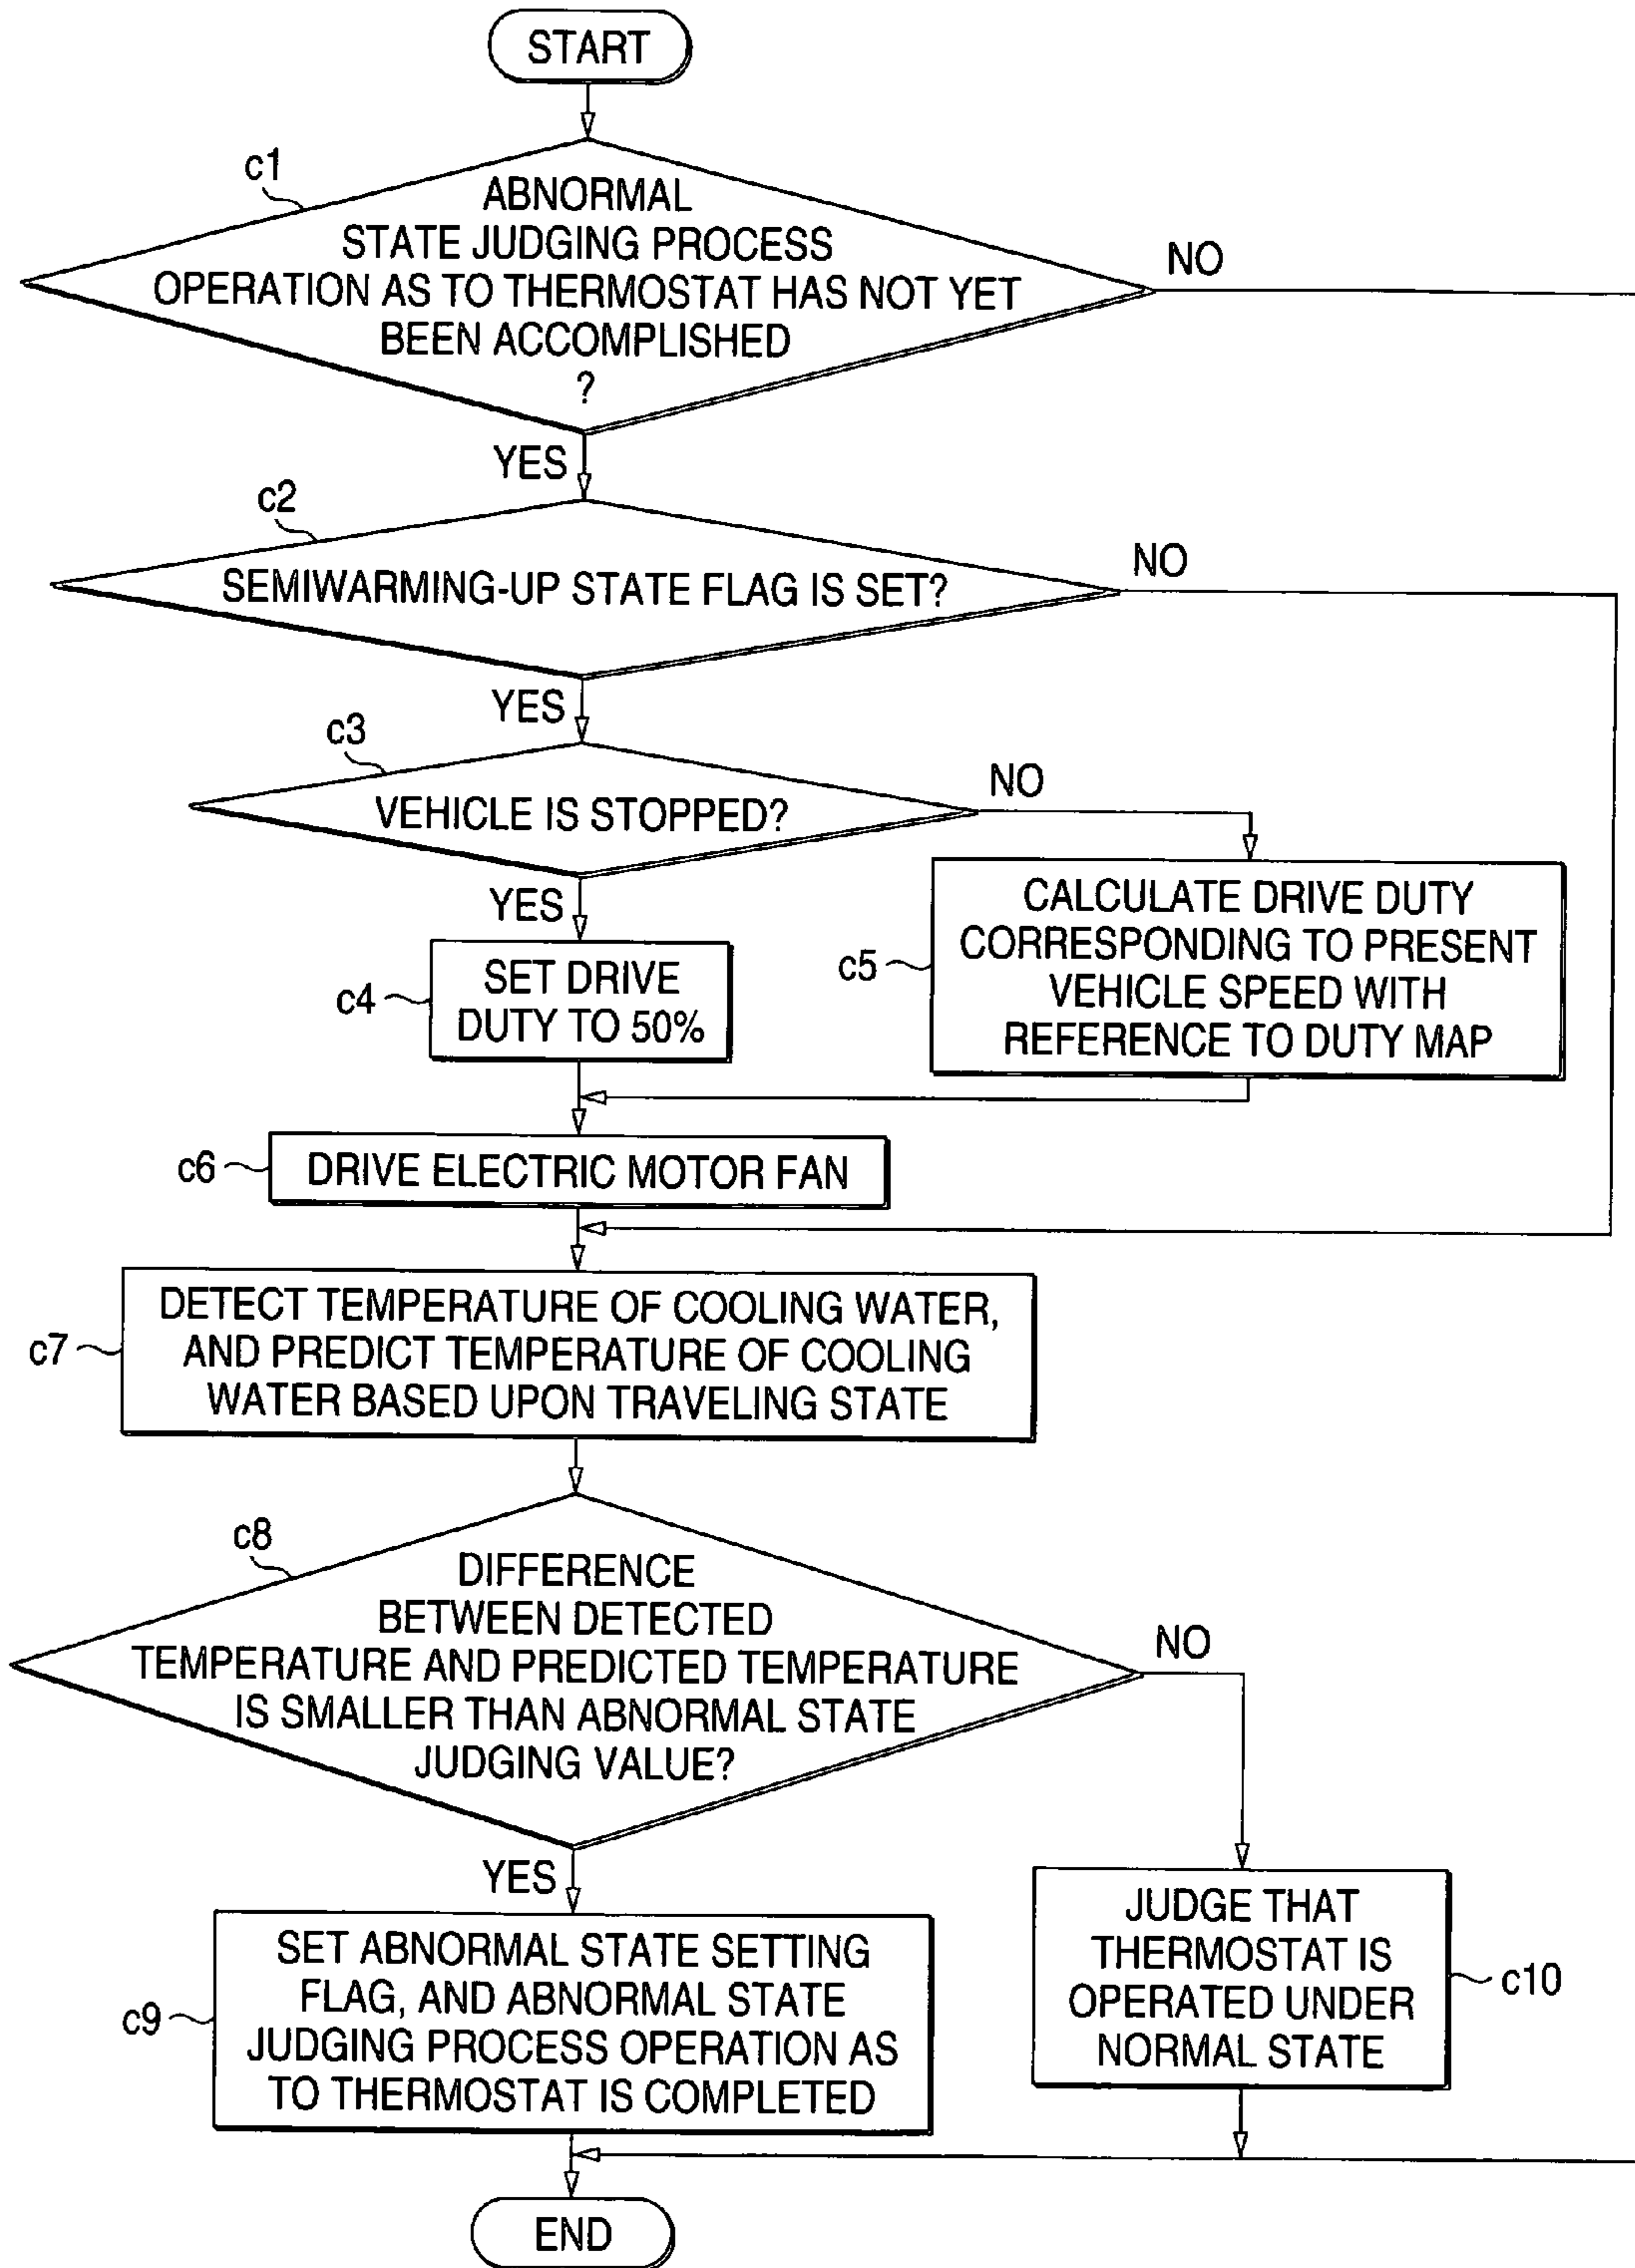 START
c1
ABNORMAL
STATE JUDGING PROCESS
OPERATION AS TO THERMOSTAT HAS NOT YET
BEEN ACCOMPLISHED
?
NO
YES
c2
SEMIWARMING-UP STATE FLAG IS SET?
NO
YES
c3
VEHICLE IS STOPPED?
NO
YES
c4
SET DRIVE
DUTY TO 50%
c5
CALCULATE DRIVE DUTY
CORRESPONDING TO PRESENT
VEHICLE SPEED WITH
REFERENCE TO DUTY MAP
c6
DRIVE ELECTRIC MOTOR FAN
c7
DETECT TEMPERATURE OF COOLING WATER,
AND PREDICT TEMPERATURE OF COOLING
WATER BASED UPON TRAVELING STATE
c8
DIFFERENCE
BETWEEN DETECTED
TEMPERATURE AND PREDICTED TEMPERATURE
IS SMALLER THAN ABNORMAL STATE
JUDGING VALUE?
NO
YES
c9
SET ABNORMAL STATE SETTING
FLAG, AND ABNORMAL STATE
JUDGING PROCESS OPERATION AS
TO THERMOSTAT IS COMPLETED
JUDGE THAT
THERMOSTAT IS
OPERATED UNDER
NORMAL STATE
c10
END